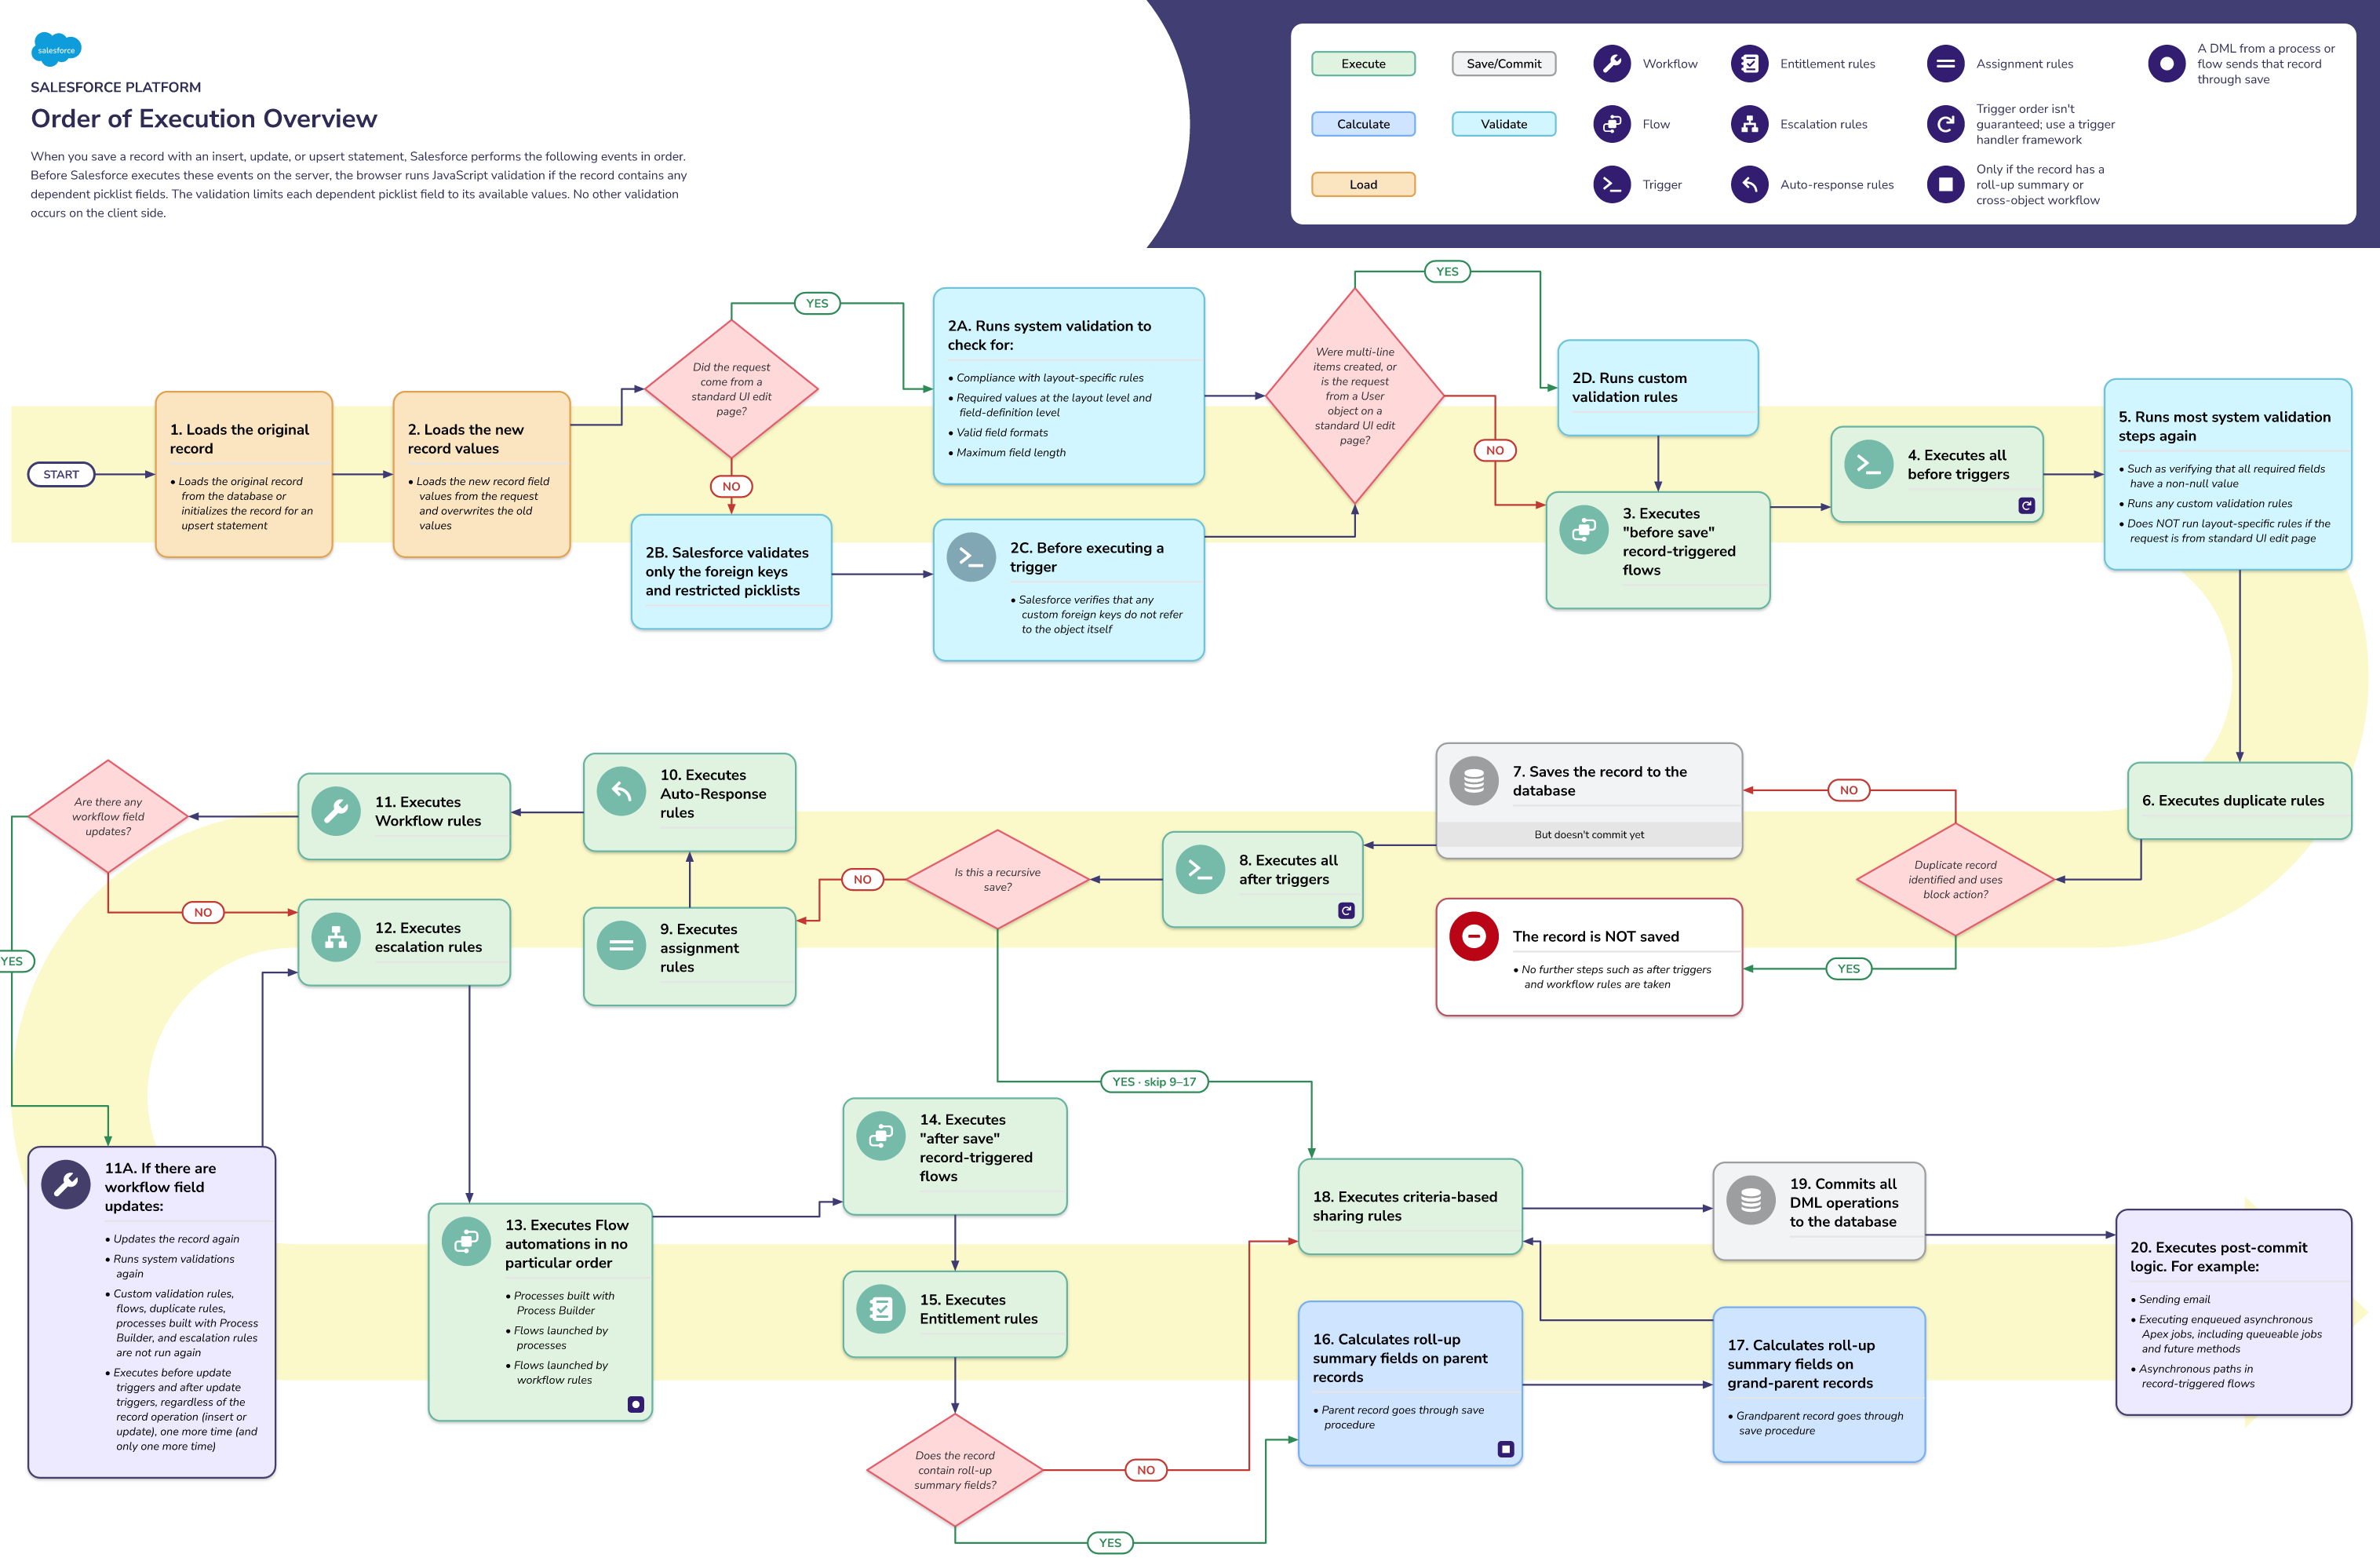 salesforce
SALESFORCE PLATFORM
Order of Execution Overview
When you save a record with an insert, update, or upsert statement, Salesforce performs the following events in order.
Before Salesforce executes these events on the server, the browser runs JavaScript validation if the record contains any
dependent picklist fields. The validation limits each dependent picklist field to its available values. No other validation
occurs on the client side.
Execute
Save/Commit
Workflow
Entitlement rules
Assignment rules
A DML from a process or
flow sends that record
through save
Calculate
Validate
Flow
Escalation rules
Trigger order isn't
guaranteed; use a trigger
handler framework
Load
Trigger
Auto-response rules
Only if the record has a
roll-up summary or
cross-object workflow
START
1. Loads the original
record
• Loads the original record
from the database or
initializes the record for an
upsert statement
2. Loads the new
record values
• Loads the new record field
values from the request
and overwrites the old
values
Did the request
come from a
standard UI edit
page?
YES
NO
2A. Runs system validation to
check for:
• Compliance with layout-specific rules
• Required values at the layout level and
field-definition level
• Valid field formats
• Maximum field length
2B. Salesforce validates
only the foreign keys
and restricted picklists
2C. Before executing a
trigger
• Salesforce verifies that any
custom foreign keys do not refer
to the object itself
Were multi-line
items created, or
is the request
from a User
object on a
standard UI edit
page?
YES
NO
2D. Runs custom
validation rules
3. Executes
"before save"
record-triggered
flows
4. Executes all
before triggers
5. Runs most system validation
steps again
• Such as verifying that all required fields
have a non-null value
• Runs any custom validation rules
• Does NOT run layout-specific rules if the
request is from standard UI edit page
6. Executes duplicate rules
Duplicate record
identified and uses
block action?
NO
YES
7. Saves the record to the
database
But doesn't commit yet
The record is NOT saved
• No further steps such as after triggers
and workflow rules are taken
8. Executes all
after triggers
Is this a recursive
save?
NO
YES · skip 9–17
9. Executes
assignment
rules
10. Executes
Auto-Response
rules
11. Executes
Workflow rules
Are there any
workflow field
updates?
NO
YES
12. Executes
escalation rules
11A. If there are
workflow field
updates:
• Updates the record again
• Runs system validations
again
• Custom validation rules,
flows, duplicate rules,
processes built with Process
Builder, and escalation rules
are not run again
• Executes before update
triggers and after update
triggers, regardless of the
record operation (insert or
update), one more time (and
only one more time)
13. Executes Flow
automations in no
particular order
• Processes built with
Process Builder
• Flows launched by
processes
• Flows launched by
workflow rules
14. Executes
"after save"
record-triggered
flows
15. Executes
Entitlement rules
Does the record
contain roll-up
summary fields?
NO
YES
16. Calculates roll-up
summary fields on parent
records
• Parent record goes through save
procedure
17. Calculates roll-up
summary fields on
grand-parent records
• Grandparent record goes through
save procedure
18. Executes criteria-based
sharing rules
19. Commits all
DML operations
to the database
20. Executes post-commit
logic. For example:
• Sending email
• Executing enqueued asynchronous
Apex jobs, including queueable jobs
and future methods
• Asynchronous paths in
record-triggered flows